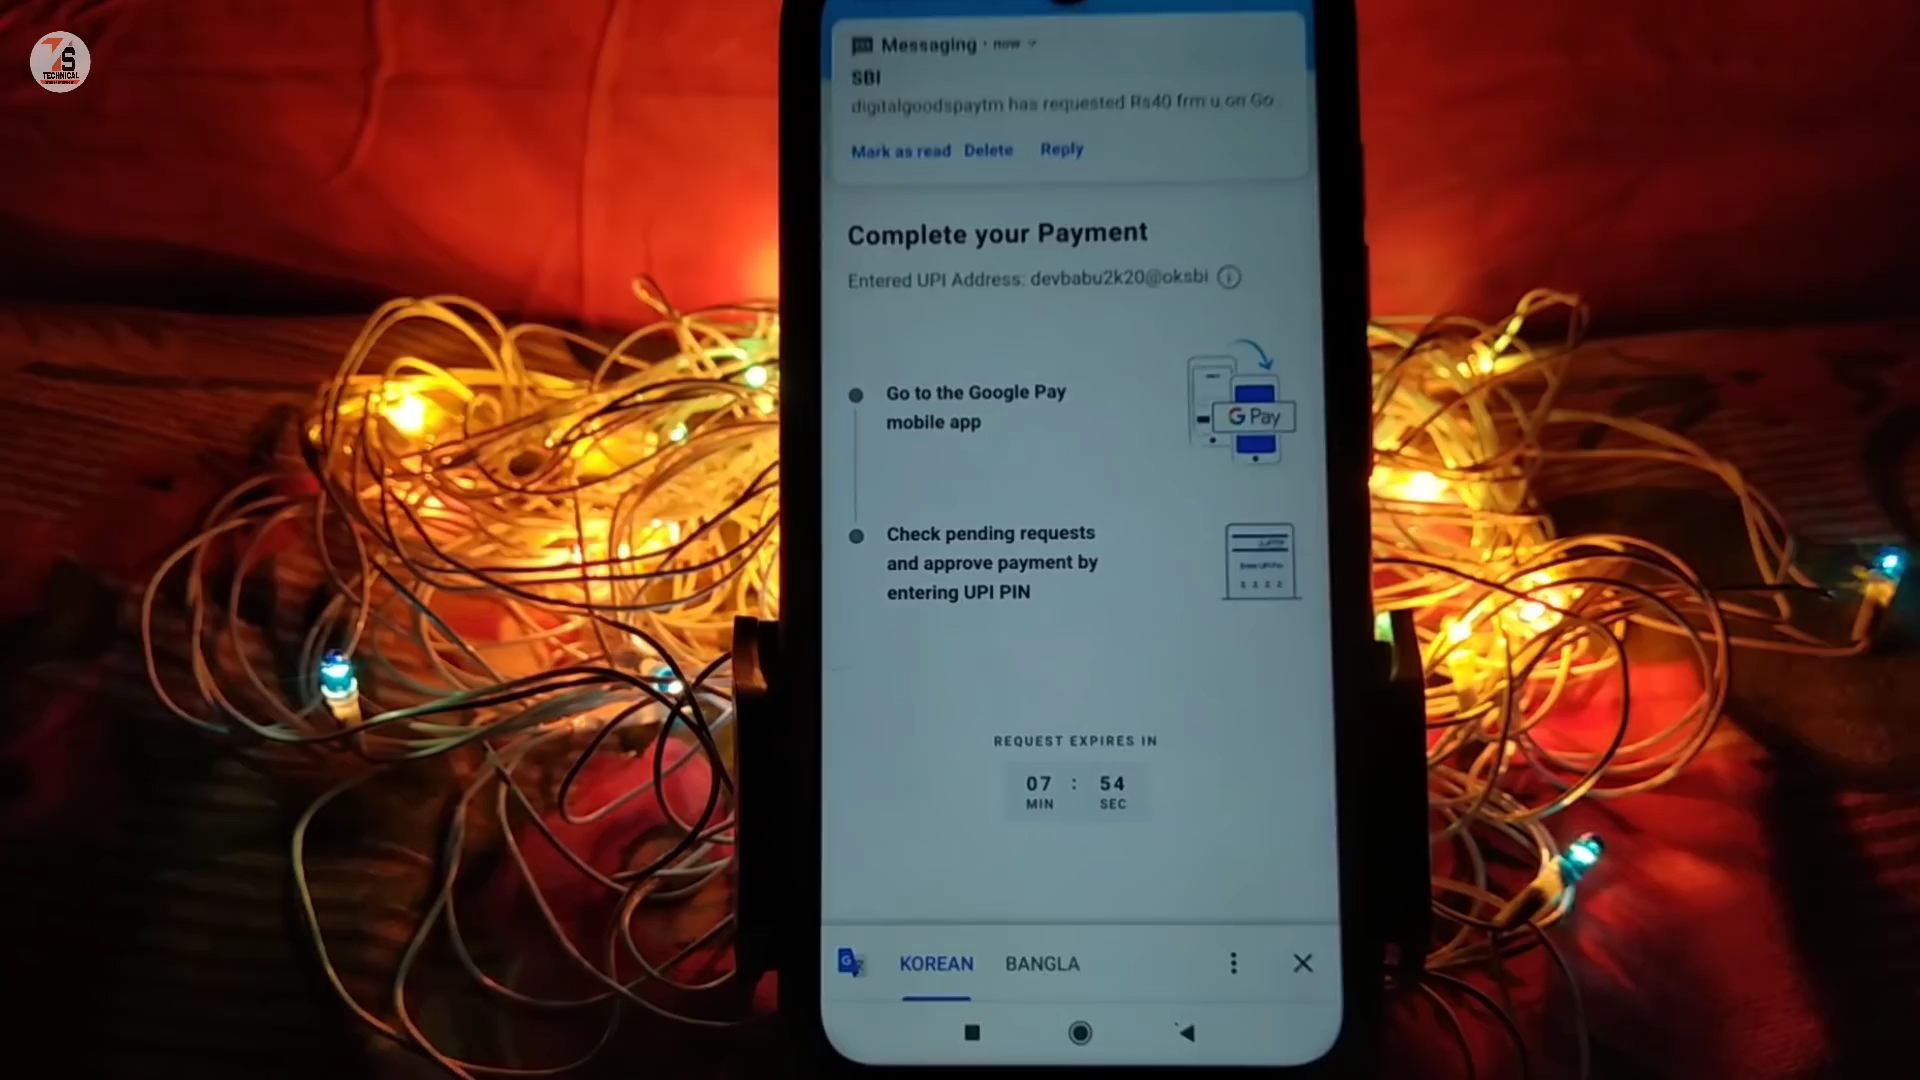 TS
TECHNICAL
Messaging · now
SBI
digitalgoodspaytm has requested Rs40 frm u on Go
Mark as read Delete Reply
Complete your Payment
Entered UPI Address: devbabu2k20@oksbi
Go to the Google Pay
mobile app
G Pay
Check pending requests
and approve payment by
entering UPI PIN
REQUEST EXPIRES IN
07 : 54
MIN SEC
KOREAN BANGLA